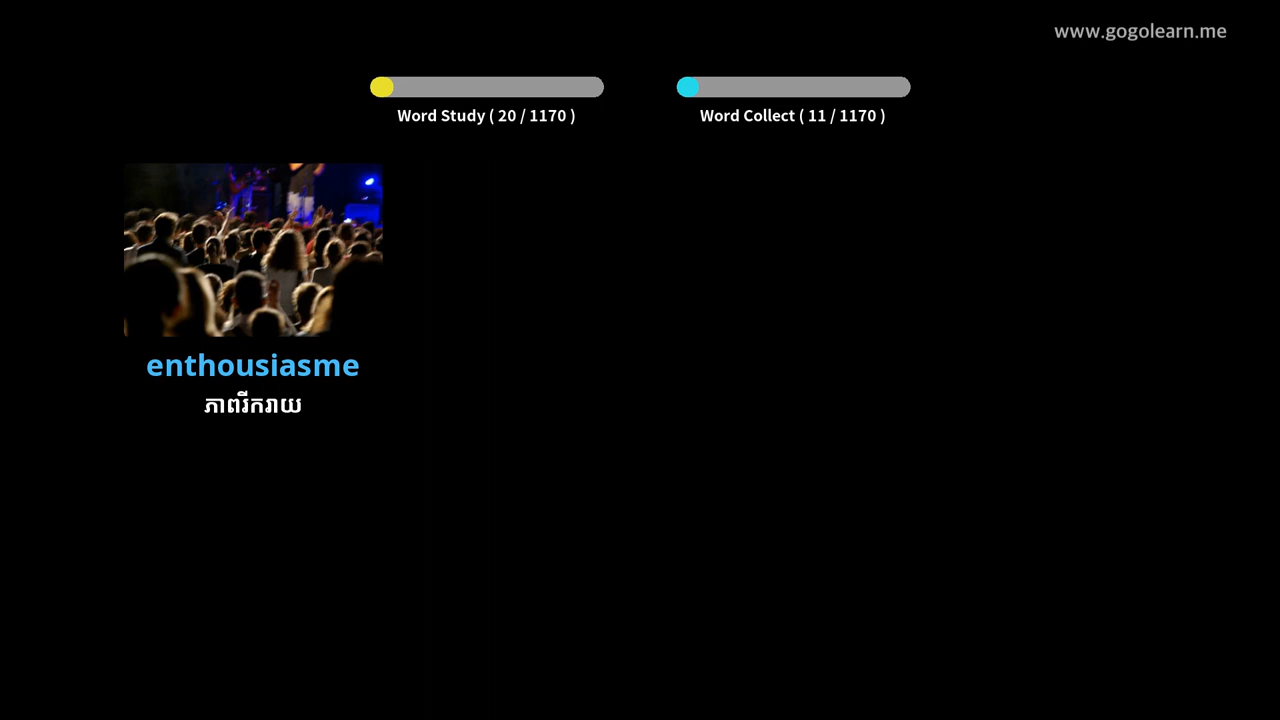 www.gogolearn.me
Word Study ( 20 / 1170 )
Word Collect ( 11 / 1170 )
enthousiasme
ភាពរីករាយ